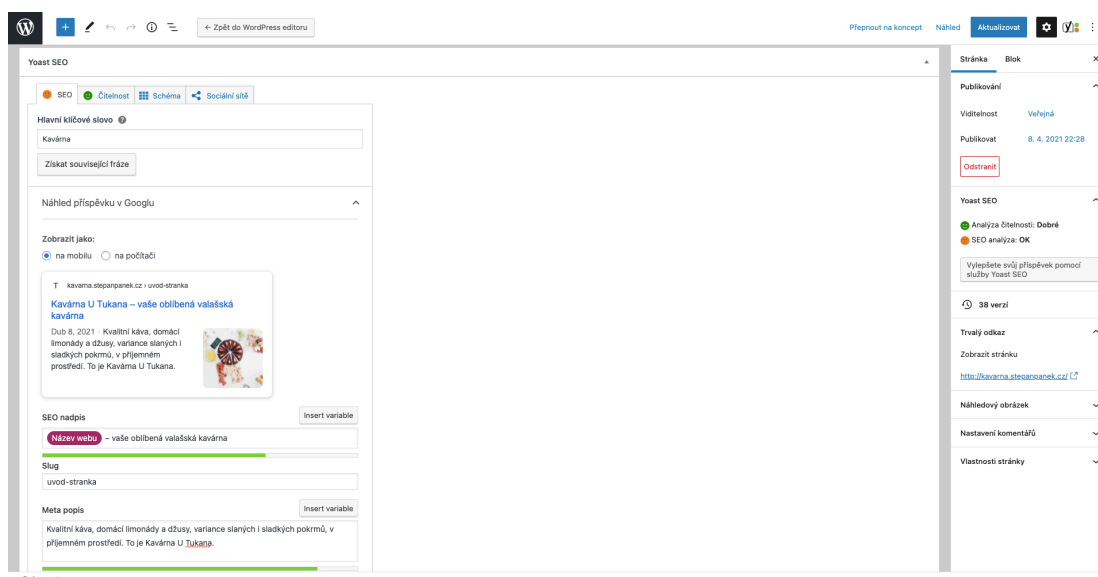 ← Zpět do WordPress editoru
Přepnout na koncept
Náhled
Aktualizovat
Yoast SEO
SEO
Čitelnost
Schéma
Sociální sítě
Hlavní klíčové slovo
Kavárna
Získat související fráze
Náhled příspěvku v Googlu
Zobrazit jako:
na mobilu
na počítači
T kavarna.stepanpanek.cz › uvod-stranka
Kavárna U Tukana – vaše oblíbená valašská
kavárna
Dub 8, 2021 · Kvalitní káva, domácí
limonády a džusy, variance slaných i
sladkých pokrmů, v příjemném
prostředí. To je Kavárna U Tukana.
SEO nadpis
Insert variable
Název webu – vaše oblíbená valašská kavárna
Slug
uvod-stranka
Meta popis
Insert variable
Kvalitní káva, domácí limonády a džusy, variance slaných i sladkých pokrmů, v
příjemném prostředí. To je Kavárna U Tukana.
Stránka
Blok
Publikování
Viditelnost
Veřejná
Publikovat
8. 4. 2021 22:28
Odstranit
Yoast SEO
Analýza čitelnosti: Dobré
SEO analýza: OK
Vylepšete svůj příspěvek pomocí
služby Yoast SEO
38 verzí
Trvalý odkaz
Zobrazit stránku
http://kavarna.stepanpanek.cz/
Náhledový obrázek
Nastavení komentářů
Vlastnosti stránky